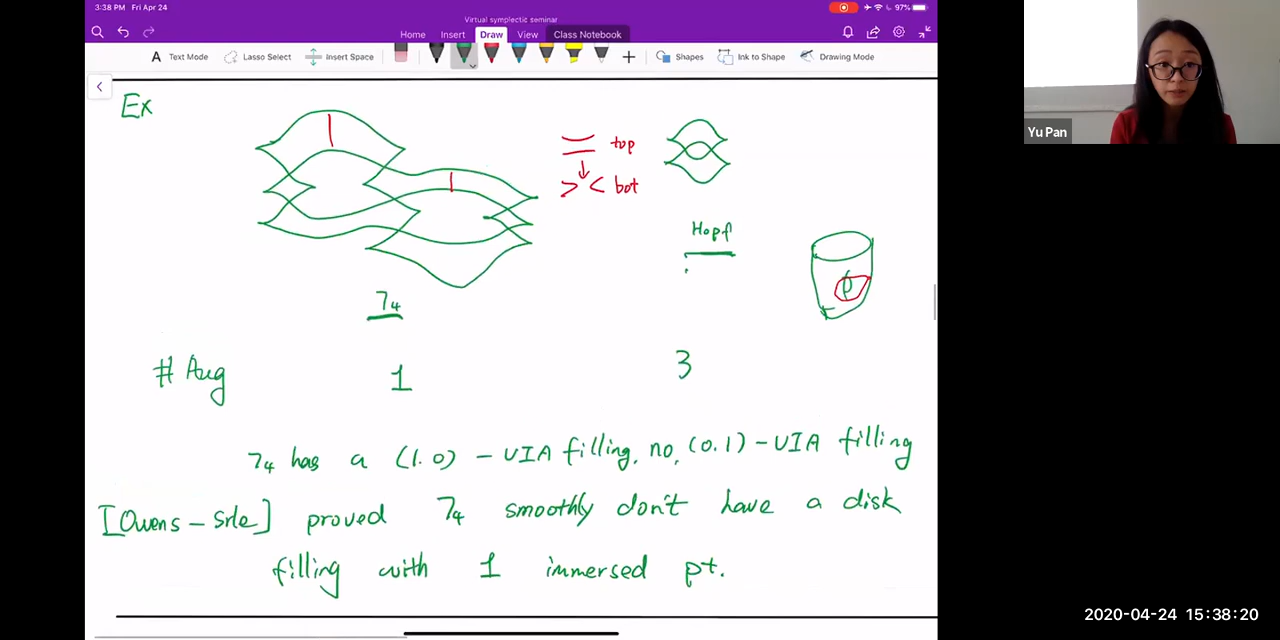 3:38 PM Fri Apr 24
97%
Virtual symplectic seminar
Home Insert Draw View Class Notebook
Text Mode Lasso Select Insert Space Shapes Ink to Shape Drawing Mode
Yu Pan
Ex
top
bot
Hopf
7₄
# Aug 1 3
7₄ has a (1.0) - UIA filling, no (0.1) - UIA filling
[Owens - Srle] proved 7₄ smoothly don't have a disk
filling with 1 immersed pt.
2020-04-24 15:38:20